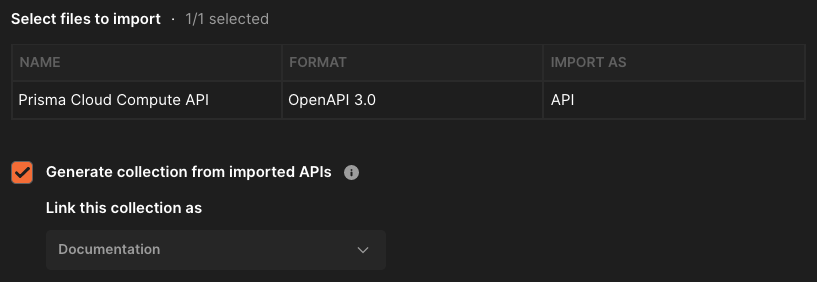 Select files to import · 1/1 selected
NAME FORMAT IMPORT AS
Prisma Cloud Compute API OpenAPI 3.0 API
Generate collection from imported APIs
Link this collection as
Documentation